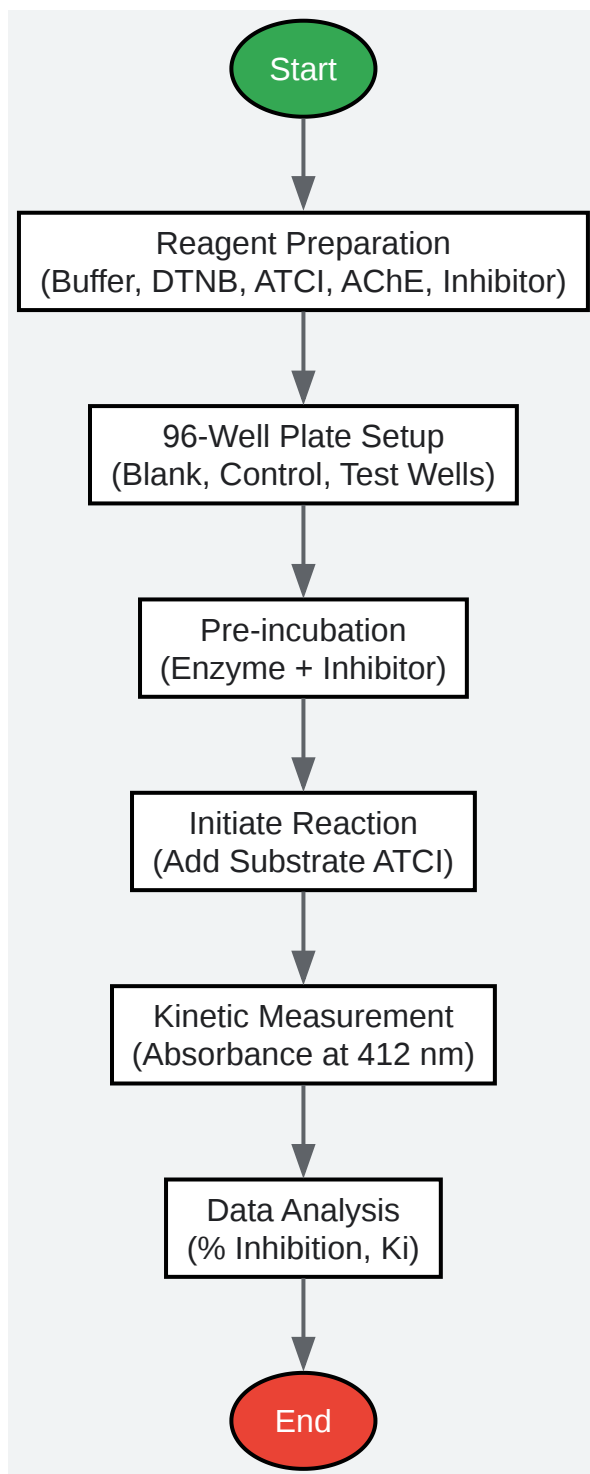 Start
Reagent Preparation
(Buffer, DTNB, ATCI, AChE, Inhibitor)
96-Well Plate Setup
(Blank, Control, Test Wells)
Pre-incubation
(Enzyme + Inhibitor)
Initiate Reaction
(Add Substrate ATCI)
Kinetic Measurement
(Absorbance at 412 nm)
Data Analysis
(% Inhibition, Ki)
End